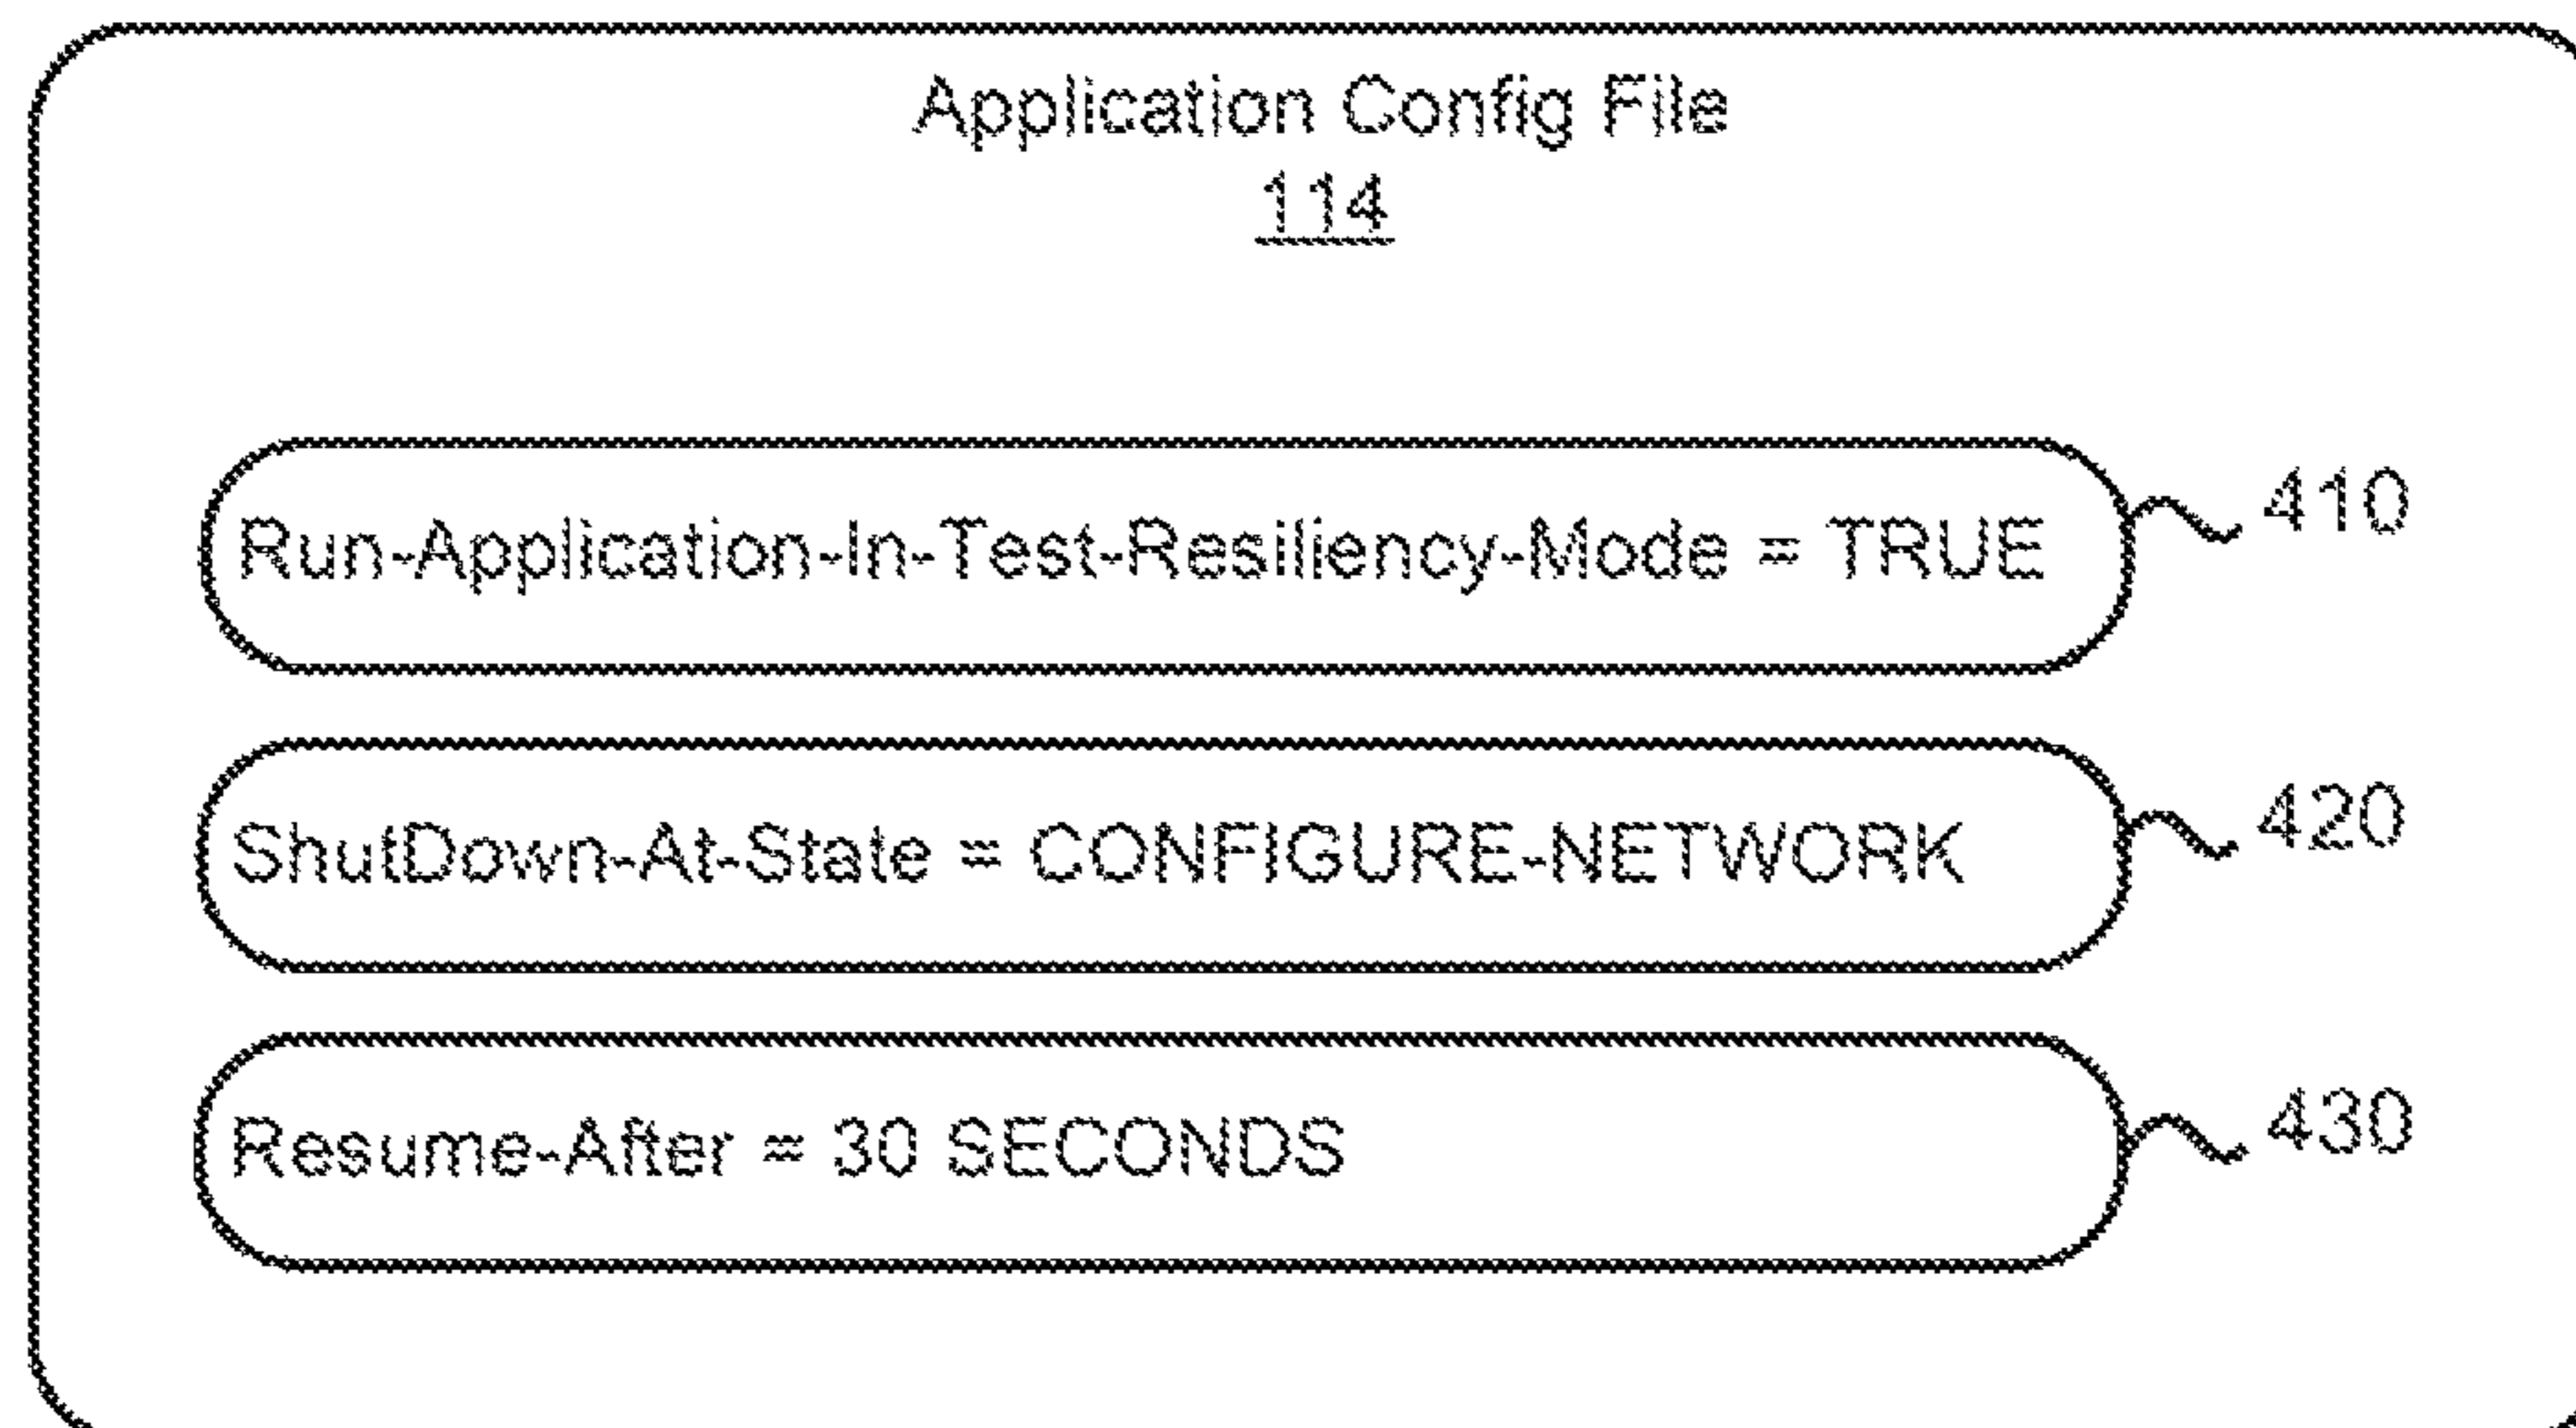 Application Config File
114
Run-Application-In-Test-Resiliency-Mode = TRUE
410
ShutDown-At-State = CONFIGURE-NETWORK
420
Resume-After = 30 SECONDS
430